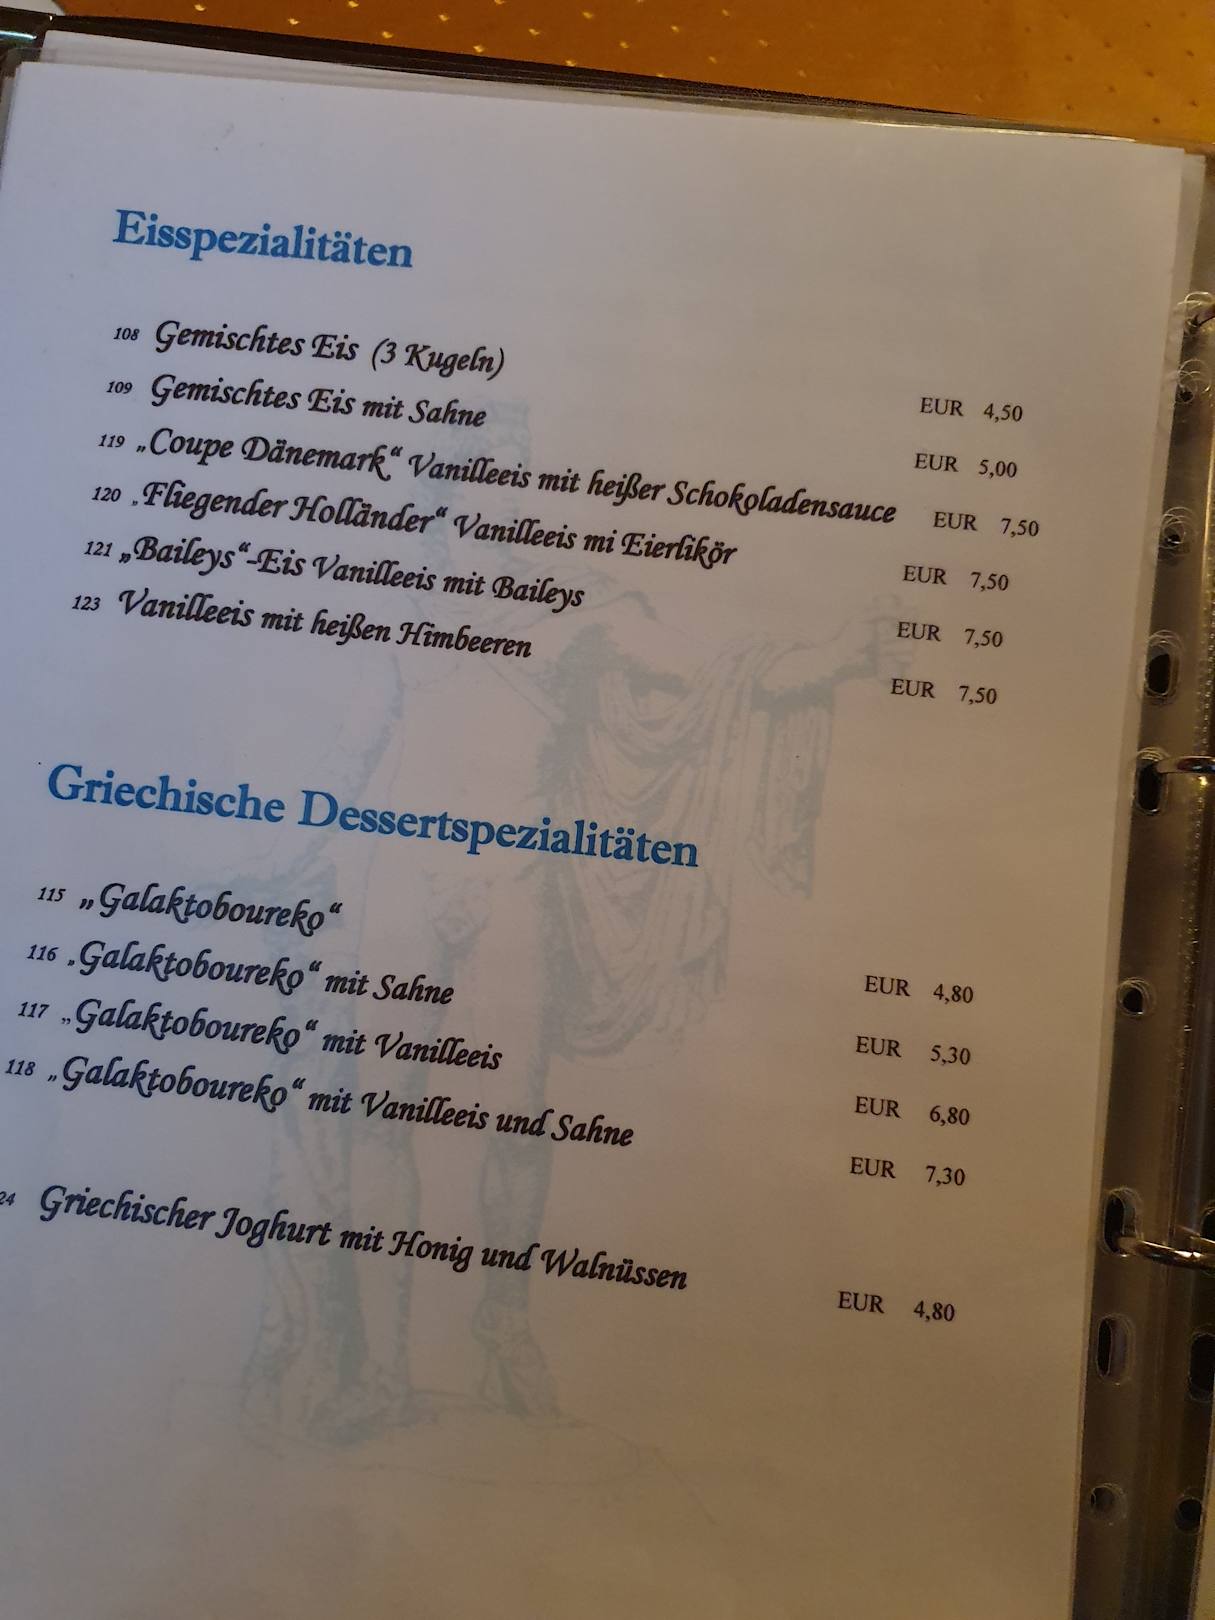 Eisspezialitäten
108 Gemischtes Eis (3 Kugeln) EUR 4,50
109 Gemischtes Eis mit Sahne EUR 5,00
119 „Coupe Dänemark“ Vanilleeis mit heißer Schokoladensauce EUR 7,50
120 „Fliegender Holländer“ Vanilleeis mi Eierlikör EUR 7,50
121 „Baileys“-Eis Vanilleeis mit Baileys EUR 7,50
123 Vanilleeis mit heißen Himbeeren EUR 7,50
Griechische Dessertspezialitäten
115 „Galaktoboureko“ EUR 4,80
116 „Galaktoboureko“ mit Sahne EUR 5,30
117 „Galaktoboureko“ mit Vanilleeis EUR 6,80
118 „Galaktoboureko“ mit Vanilleeis und Sahne EUR 7,30
24 Griechischer Joghurt mit Honig und Walnüssen EUR 4,80